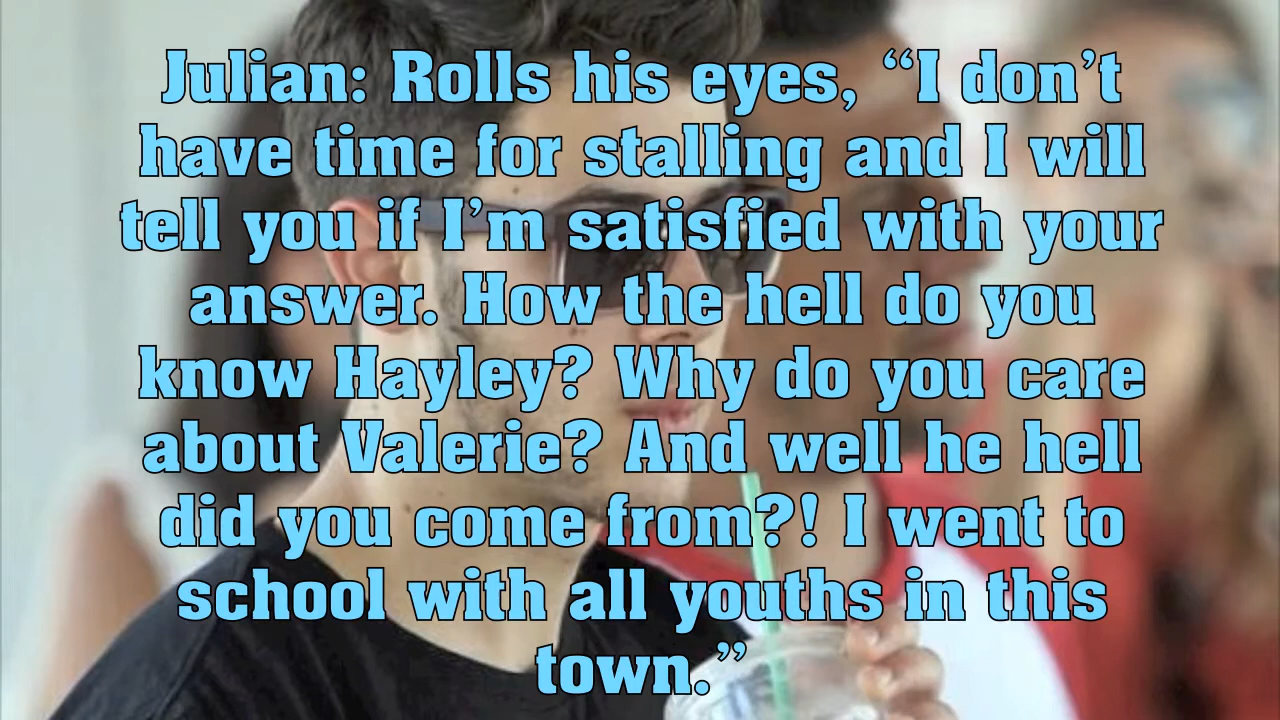 Julian: Rolls his eyes, “I don’t
have time for stalling and I will
tell you if I’m satisfied with your
answer. How the hell do you
know Hayley? Why do you care
about Valerie? And well he hell
did you come from?! I went to
school with all youths in this
town.”